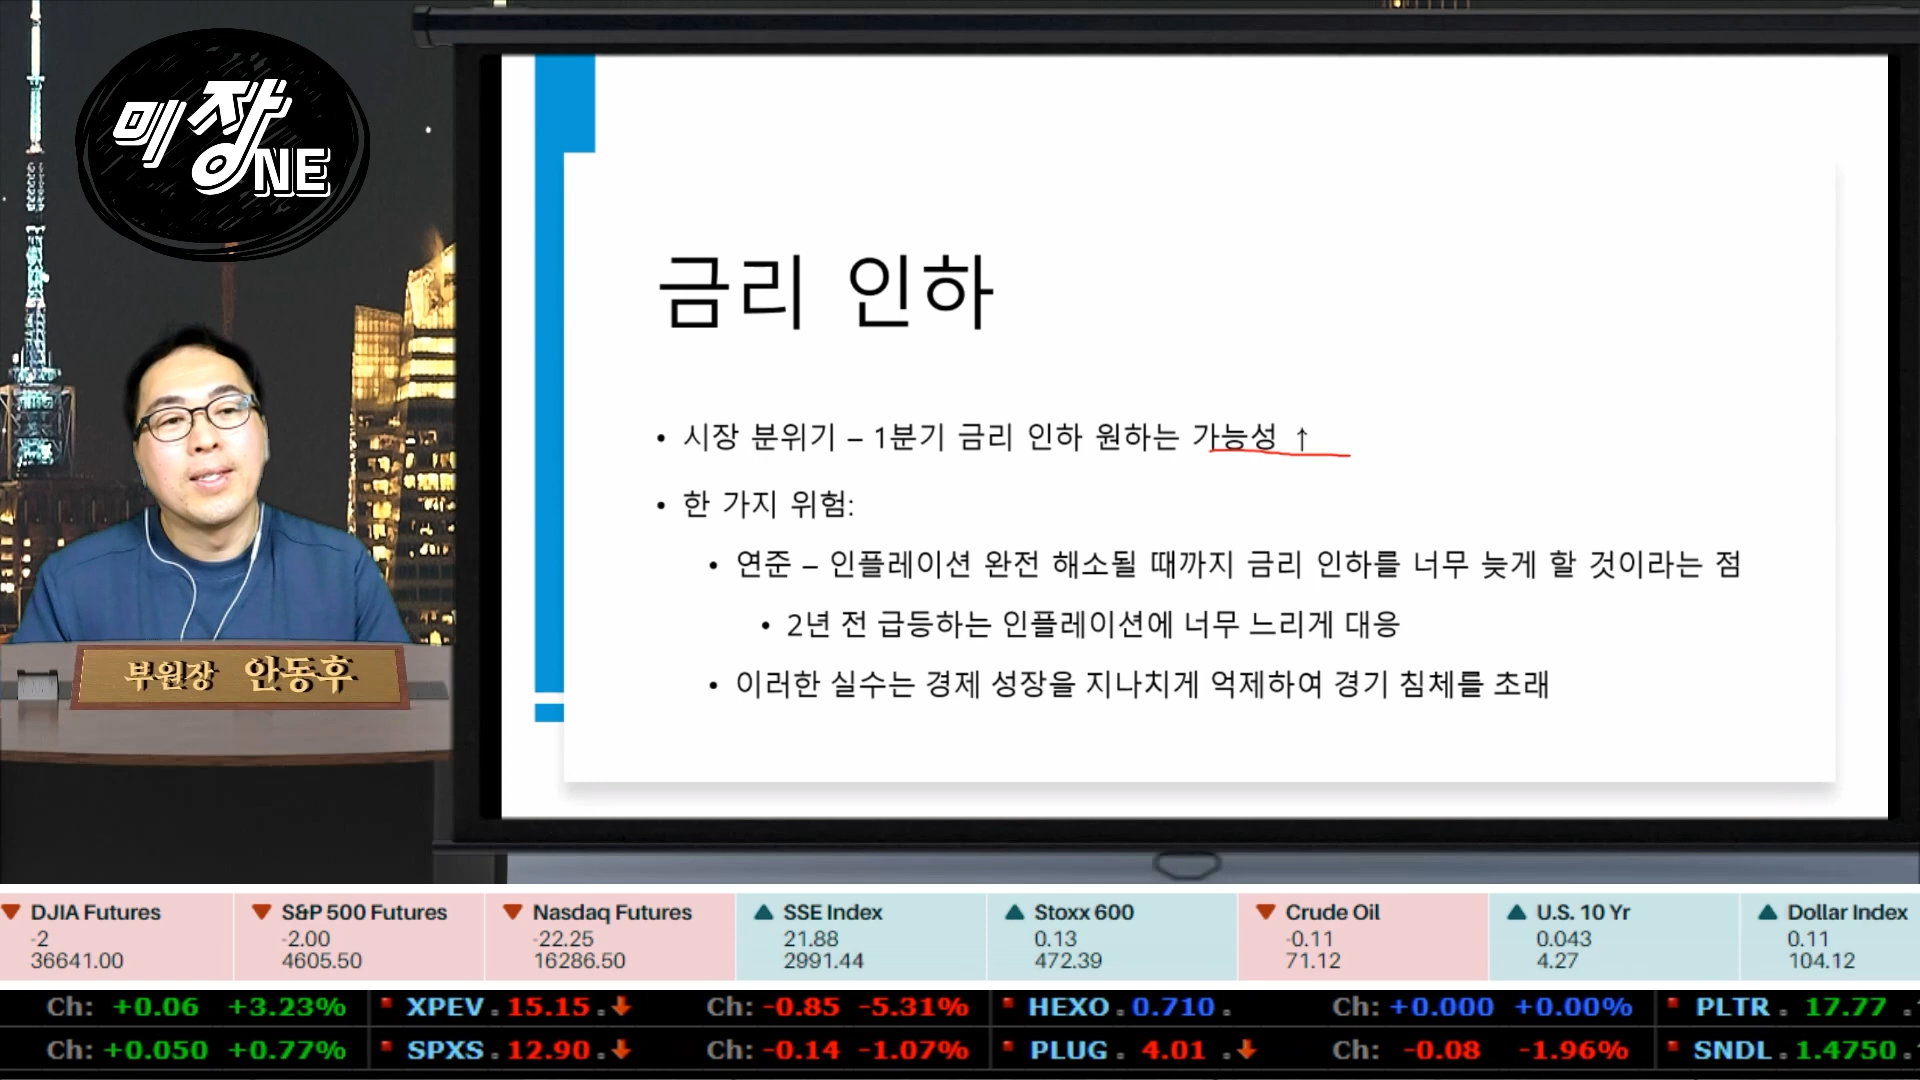 미장
NE
금리 인하
• 시장 분위기 – 1분기 금리 인하 원하는 가능성 ↑
• 한 가지 위험:
• 연준 – 인플레이션 완전 해소될 때까지 금리 인하를 너무 늦게 할 것이라는 점
• 2년 전 급등하는 인플레이션에 너무 느리게 대응
• 이러한 실수는 경제 성장을 지나치게 억제하여 경기 침체를 초래
부원장 안동후
▼ DJIA Futures
-2
36641.00
▼ S&P 500 Futures
-2.00
4605.50
▼ Nasdaq Futures
-22.25
16286.50
▲ SSE Index
21.88
2991.44
▲ Stoxx 600
0.13
472.39
▼ Crude Oil
-0.11
71.12
▲ U.S. 10 Yr
0.043
4.27
▲ Dollar Index
0.11
104.12
Ch: +0.06 +3.23% XPEV 15.15 Ch: -0.85 -5.31% HEXO 0.710 Ch: +0.000 +0.00% PLTR 17.77
Ch: +0.050 +0.77% SPXS 12.90 Ch: -0.14 -1.07% PLUG 4.01 Ch: -0.08 -1.96% SNDL 1.4750